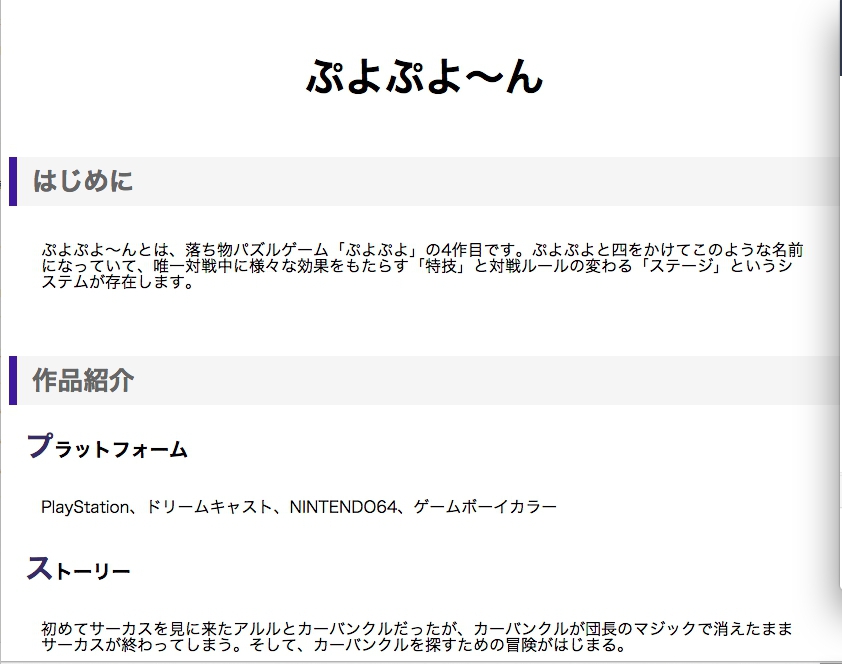 ぷよぷよ〜ん
はじめに
ぷよぷよ〜んとは、落ち物パズルゲーム「ぷよぷよ」の4作目です。ぷよぷよと四をかけてこのような名前
になっていて、唯一対戦中に様々な効果をもたらす「特技」と対戦ルールの変わる「ステージ」というシ
ステムが存在します。
作品紹介
プラットフォーム
PlayStation、ドリームキャスト、NINTENDO64、ゲームボーイカラー
ストーリー
初めてサーカスを見に来たアルルとカーバンクルだったが、カーバンクルが団長のマジックで消えたまま
サーカスが終わってしまう。そして、カーバンクルを探すための冒険がはじまる。